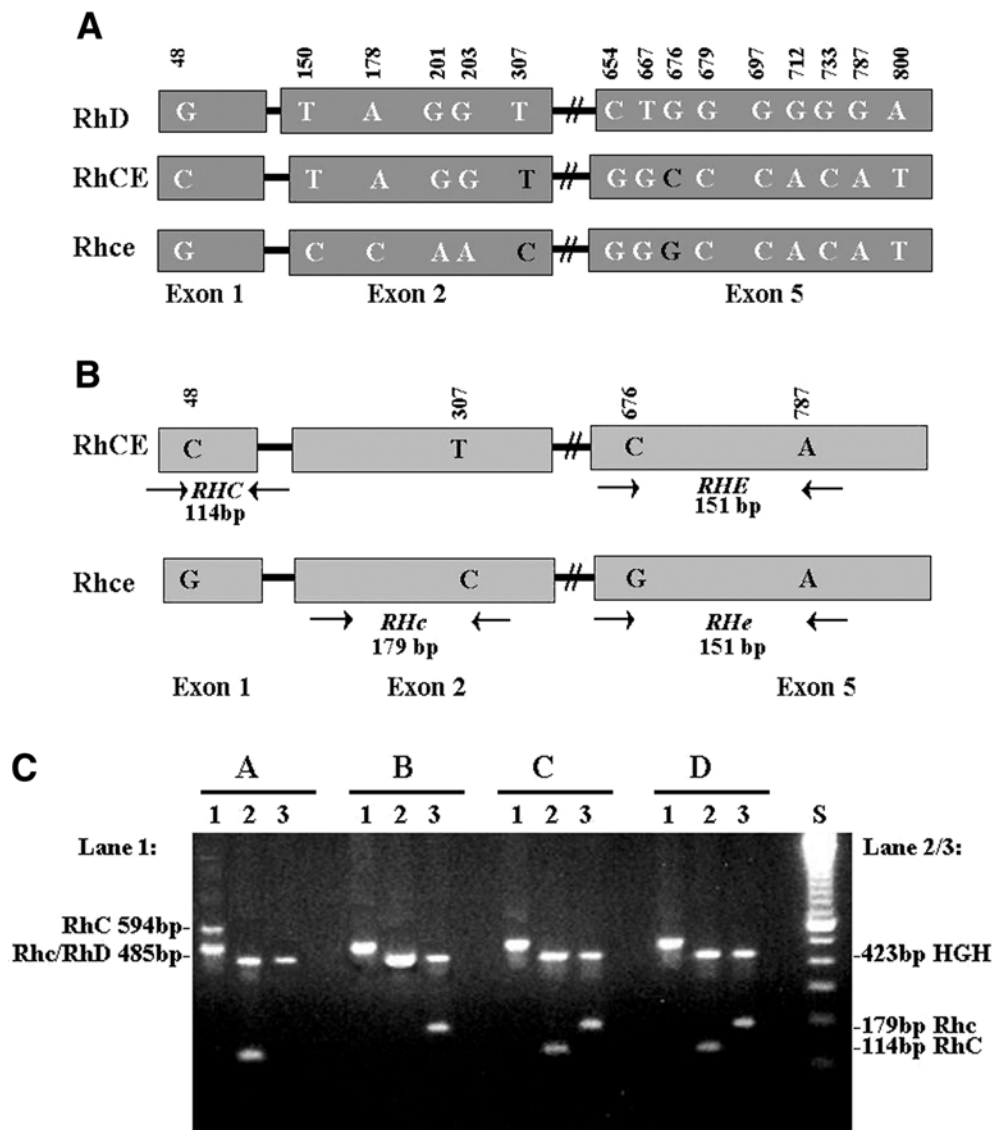 A
48 150 178 201 203 307 654 667 676 679 697 712 733 787 800
RhD G T A G G T C T G G G G G G A
RhCE C T A G G T G G C C C A C A T
Rhce G C C A A C G G G C C A C A T
Exon 1 Exon 2 Exon 5
B
48 307 676 787
RhCE C T C A
RHC RHE
114bp 151 bp
Rhce G C G A
RHc RHe
179 bp 151 bp
Exon 1 Exon 2 Exon 5
C
A B C D
1 2 3 1 2 3 1 2 3 1 2 3 S
Lane 1: Lane 2/3:
RhC 594bp-
Rhc/RhD 485bp- -423bp HGH
-179bp Rhc
-114bp RhC